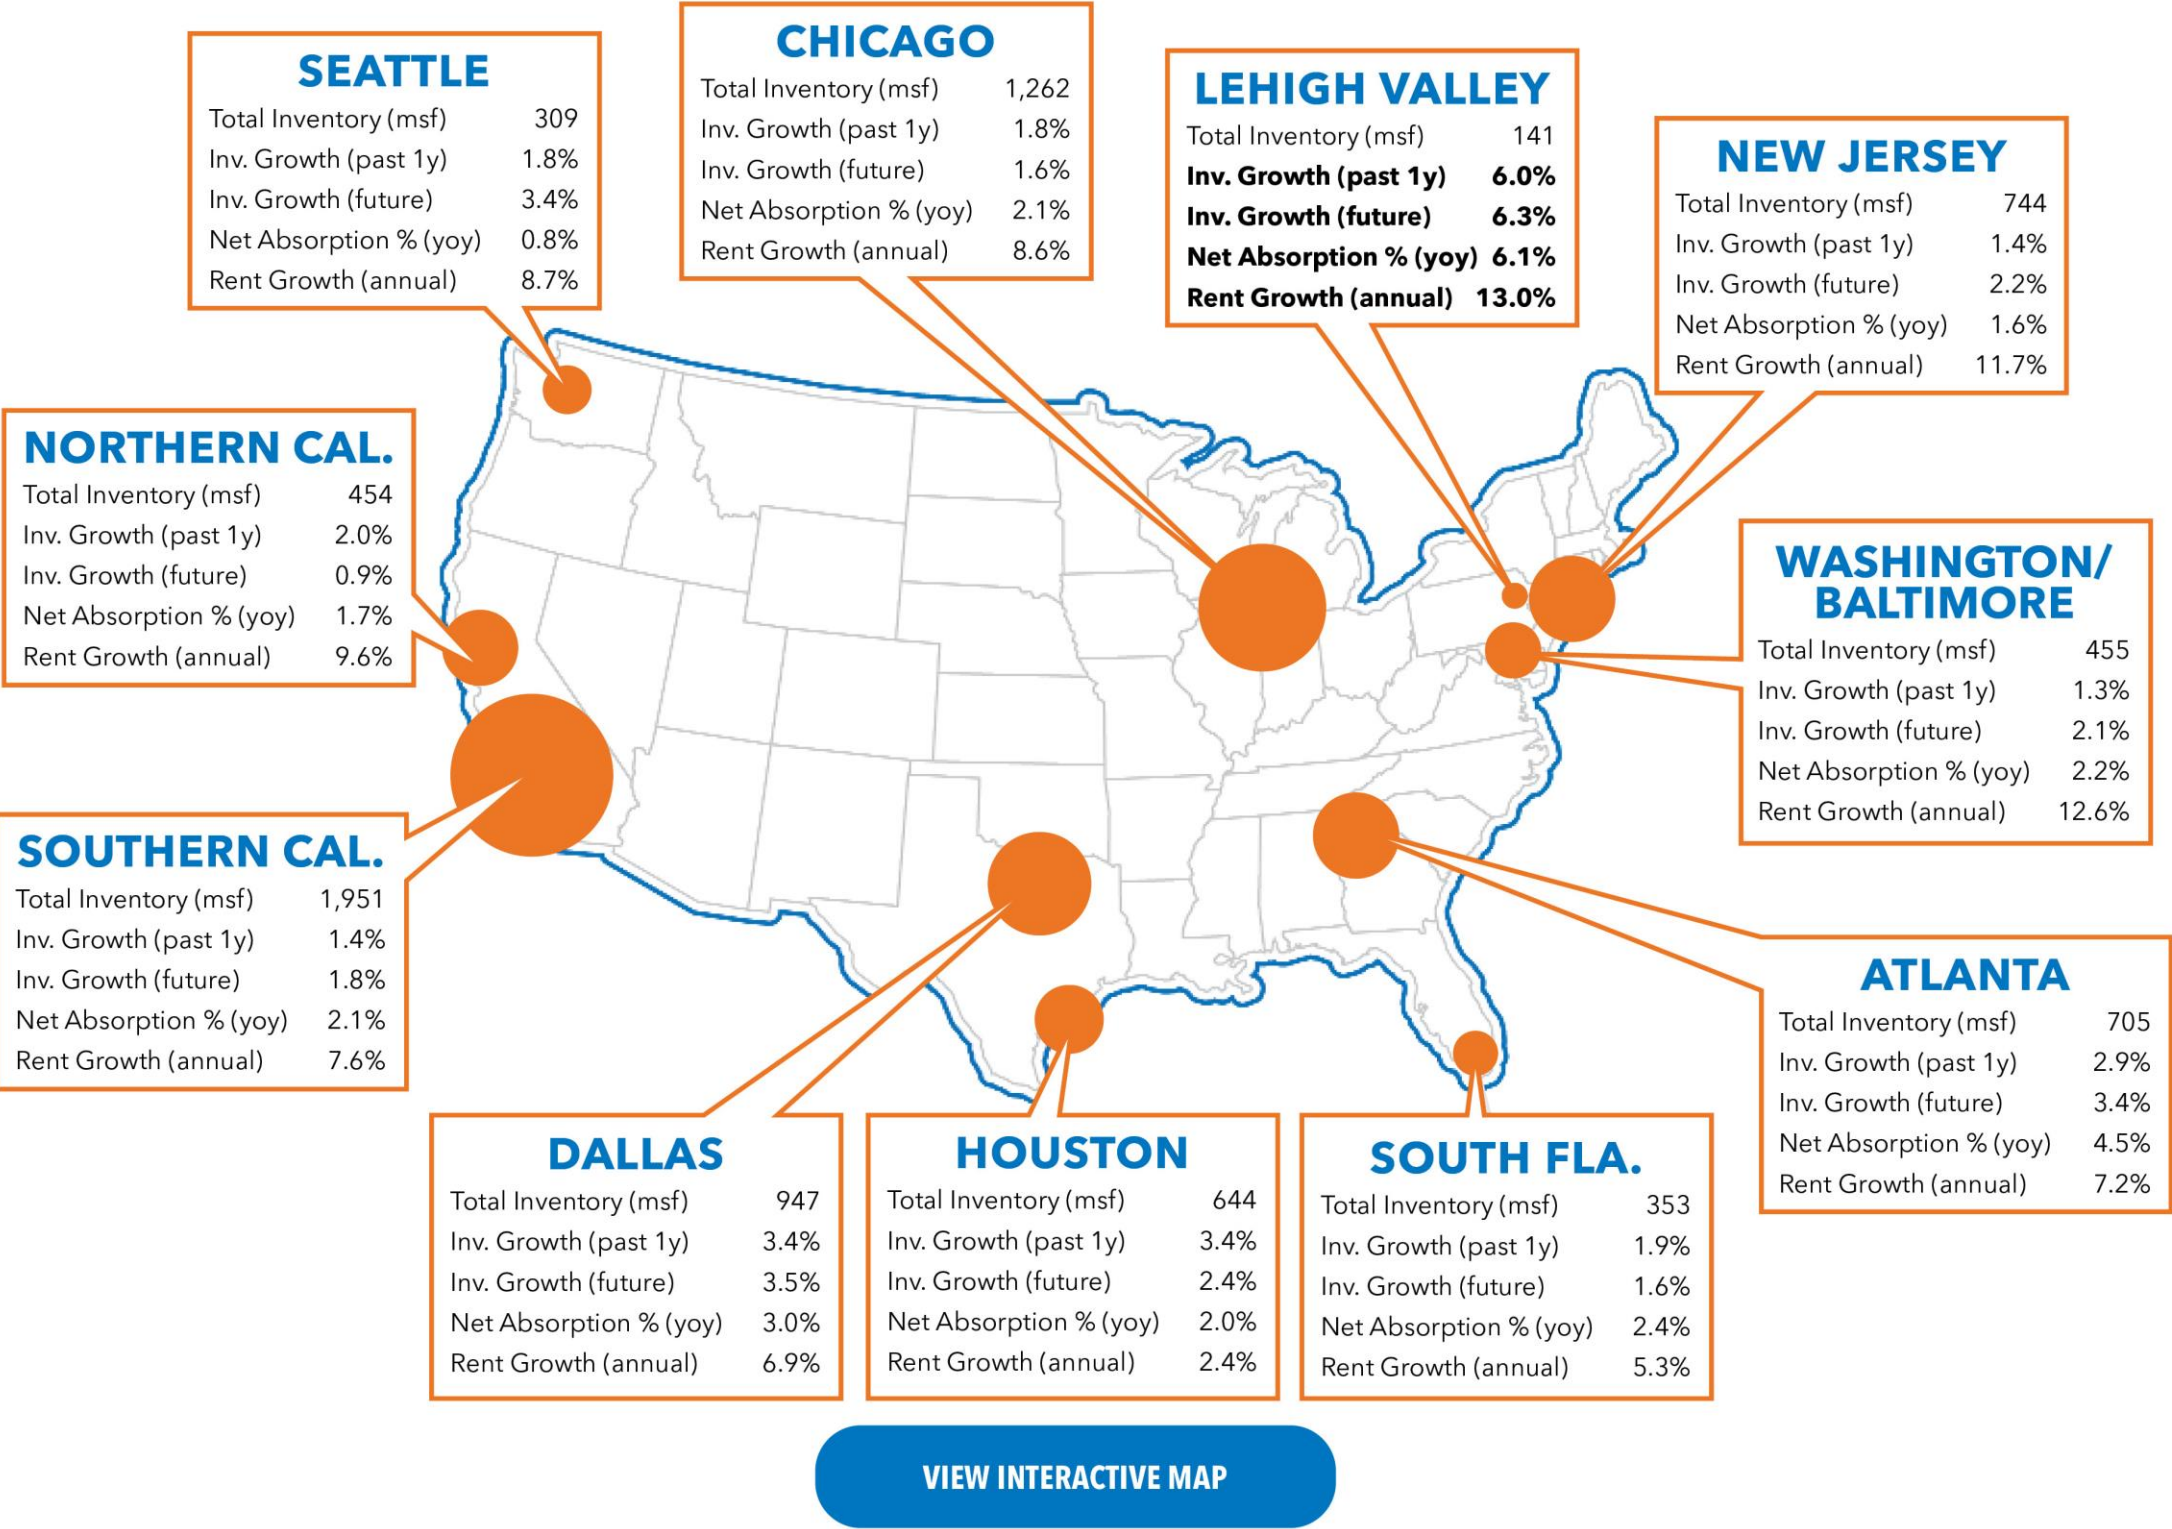 SEATTLE
Total Inventory (msf) 309
Inv. Growth (past 1y) 1.8%
Inv. Growth (future) 3.4%
Net Absorption % (yoy) 0.8%
Rent Growth (annual) 8.7%
CHICAGO
Total Inventory (msf) 1,262
Inv. Growth (past 1y) 1.8%
Inv. Growth (future) 1.6%
Net Absorption % (yoy) 2.1%
Rent Growth (annual) 8.6%
LEHIGH VALLEY
Total Inventory (msf) 141
Inv. Growth (past 1y) 6.0%
Inv. Growth (future) 6.3%
Net Absorption % (yoy) 6.1%
Rent Growth (annual) 13.0%
NEW JERSEY
Total Inventory (msf) 744
Inv. Growth (past 1y) 1.4%
Inv. Growth (future) 2.2%
Net Absorption % (yoy) 1.6%
Rent Growth (annual) 11.7%
NORTHERN CAL.
Total Inventory (msf) 454
Inv. Growth (past 1y) 2.0%
Inv. Growth (future) 0.9%
Net Absorption % (yoy) 1.7%
Rent Growth (annual) 9.6%
WASHINGTON/
BALTIMORE
Total Inventory (msf) 455
Inv. Growth (past 1y) 1.3%
Inv. Growth (future) 2.1%
Net Absorption % (yoy) 2.2%
Rent Growth (annual) 12.6%
SOUTHERN CAL.
Total Inventory (msf) 1,951
Inv. Growth (past 1y) 1.4%
Inv. Growth (future) 1.8%
Net Absorption % (yoy) 2.1%
Rent Growth (annual) 7.6%
ATLANTA
Total Inventory (msf) 705
Inv. Growth (past 1y) 2.9%
Inv. Growth (future) 3.4%
Net Absorption % (yoy) 4.5%
Rent Growth (annual) 7.2%
DALLAS
Total Inventory (msf) 947
Inv. Growth (past 1y) 3.4%
Inv. Growth (future) 3.5%
Net Absorption % (yoy) 3.0%
Rent Growth (annual) 6.9%
HOUSTON
Total Inventory (msf) 644
Inv. Growth (past 1y) 3.4%
Inv. Growth (future) 2.4%
Net Absorption % (yoy) 2.0%
Rent Growth (annual) 2.4%
SOUTH FLA.
Total Inventory (msf) 353
Inv. Growth (past 1y) 1.9%
Inv. Growth (future) 1.6%
Net Absorption % (yoy) 2.4%
Rent Growth (annual) 5.3%
VIEW INTERACTIVE MAP